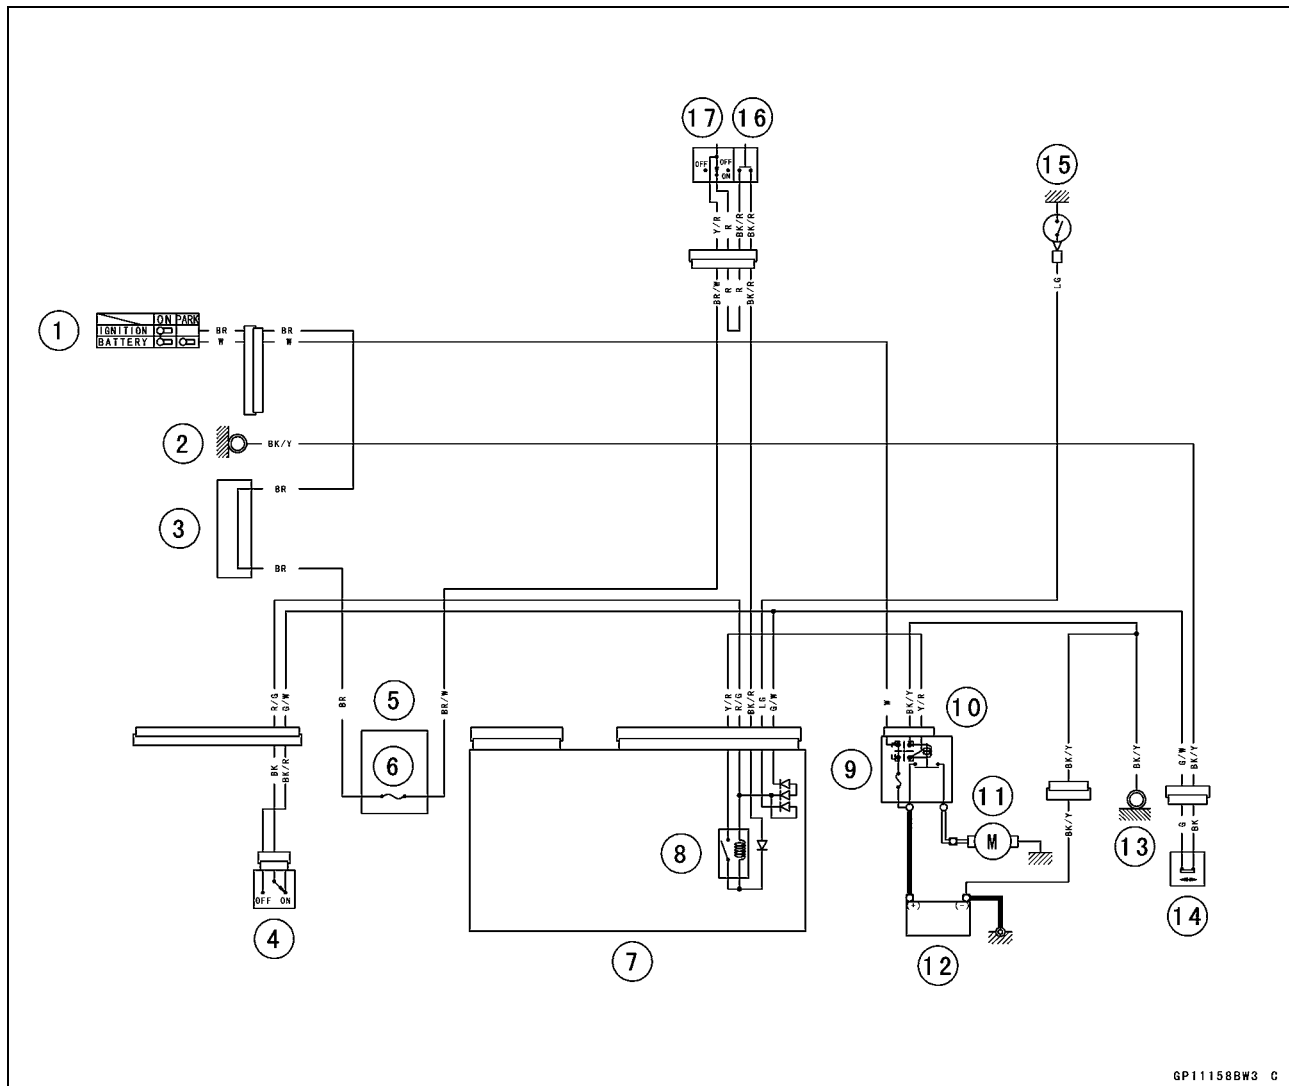 17 16
OFF OFF
ON
15
Y/R R BK/R BK/R
BR/W R R BK/R
LG
1
ON PARK
IGNITION
BATTERY
BR BR
W W
2
BK/Y
BR
3
BR
R/G G/W
BR
5
BR/W
Y/R R/G BK/R LG G/W
W BK/Y Y/R
10
BK/Y
BK/Y
G/W BK/Y
BK BK/R
6
9
11
M
BK/Y
13
G BK
8
OFF ON
4
7
(+) (-)
12
14
GP11158BW3 C